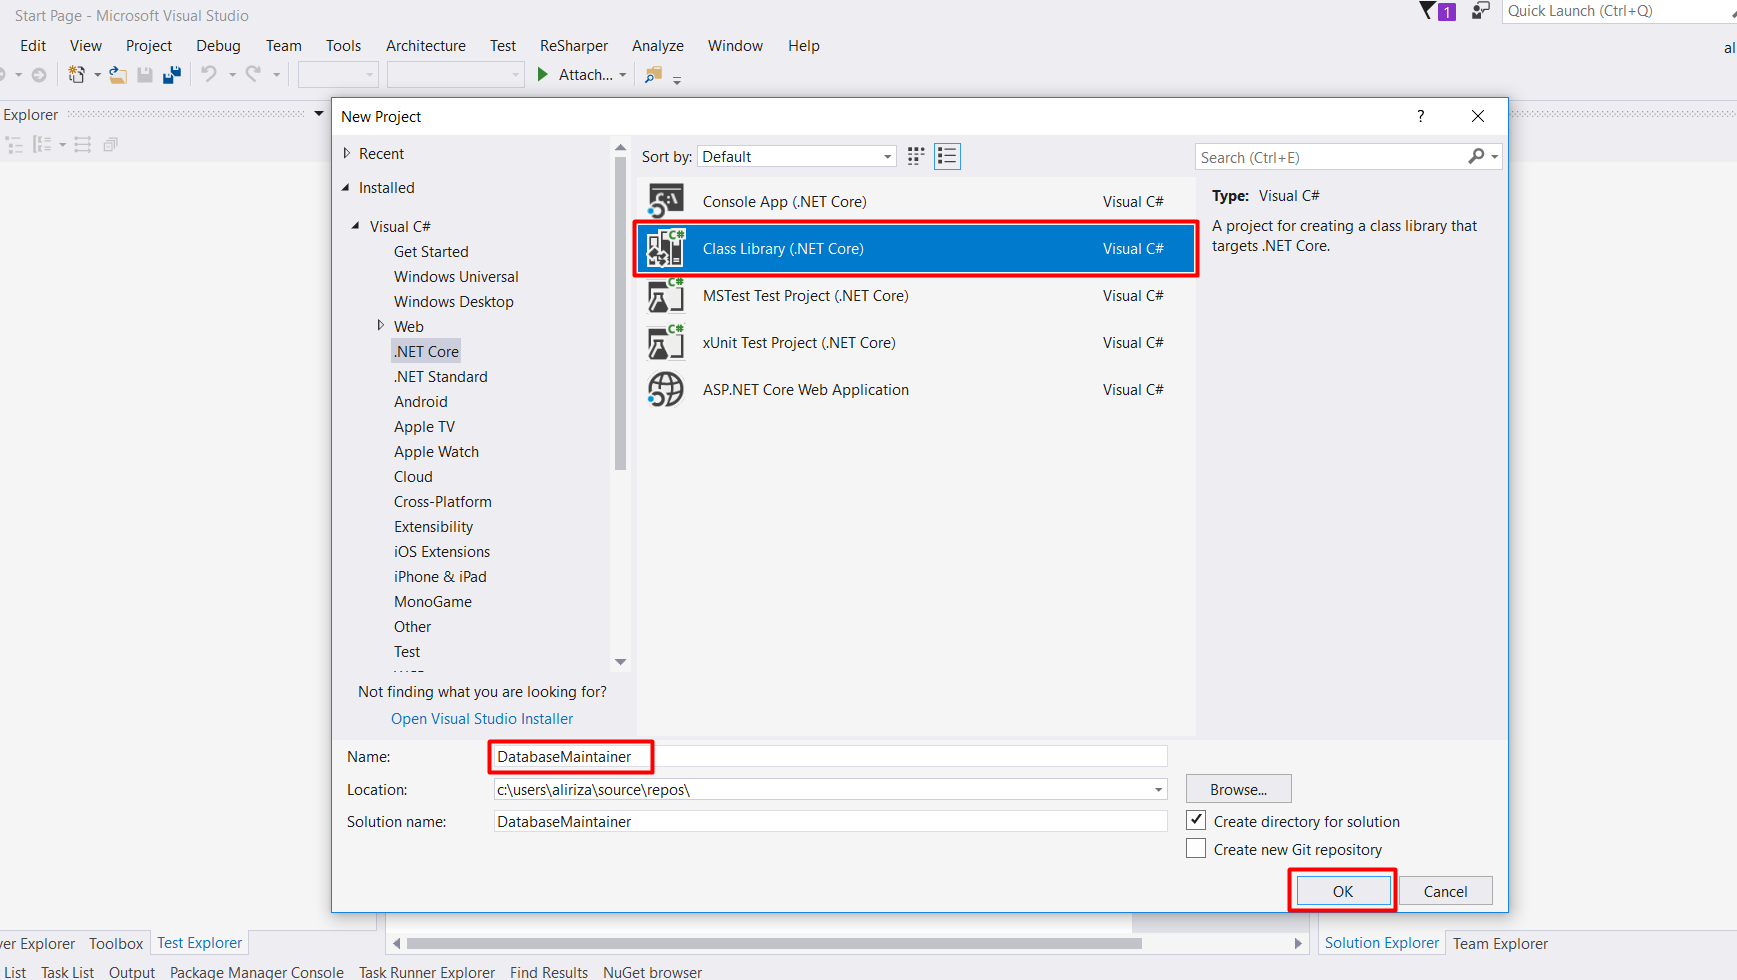 Start Page - Microsoft Visual Studio
1
Quick Launch (Ctrl+Q)
Edit View Project Debug Team Tools Architecture Test ReSharper Analyze Window Help
al
Attach...
Explorer
New Project
?
Recent
Installed
Visual C#
Get Started
Windows Universal
Windows Desktop
Web
.NET Core
.NET Standard
Android
Apple TV
Apple Watch
Cloud
Cross-Platform
Extensibility
iOS Extensions
iPhone & iPad
MonoGame
Other
Test
Not finding what you are looking for?
Open Visual Studio Installer
Sort by: Default
Console App (.NET Core) Visual C#
Class Library (.NET Core) Visual C#
MSTest Test Project (.NET Core) Visual C#
xUnit Test Project (.NET Core) Visual C#
ASP.NET Core Web Application Visual C#
Search (Ctrl+E)
Type: Visual C#
A project for creating a class library that
targets .NET Core.
Name: DatabaseMaintainer
Location: c:\users\aliriza\source\repos\
Browse...
Solution name: DatabaseMaintainer
Create directory for solution
Create new Git repository
OK Cancel
ver Explorer Toolbox Test Explorer
Solution Explorer Team Explorer
List Task List Output Package Manager Console Task Runner Explorer Find Results NuGet browser